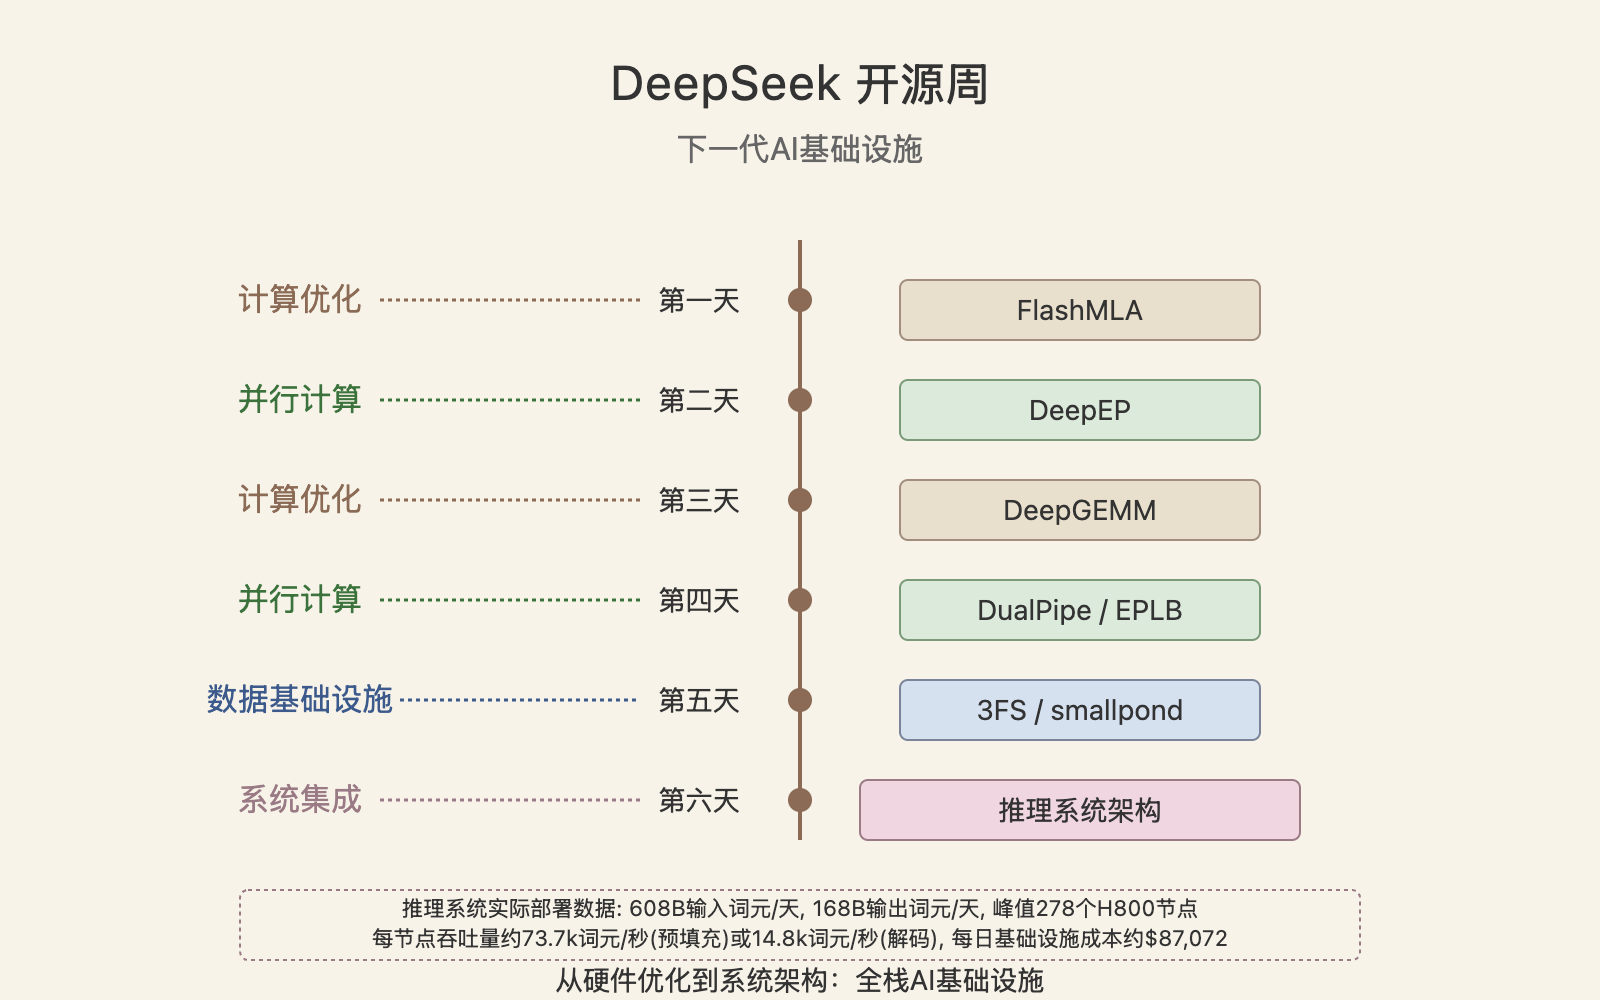 DeepSeek 开源周
下一代AI基础设施
计算优化 第一天 FlashMLA
并行计算 第二天 DeepEP
计算优化 第三天 DeepGEMM
并行计算 第四天 DualPipe / EPLB
数据基础设施 第五天 3FS / smallpond
系统集成 第六天 推理系统架构
推理系统实际部署数据: 608B输入词元/天, 168B输出词元/天, 峰值278个H800节点
每节点吞吐量约73.7k词元/秒(预填充)或14.8k词元/秒(解码), 每日基础设施成本约$87,072
从硬件优化到系统架构：全栈AI基础设施